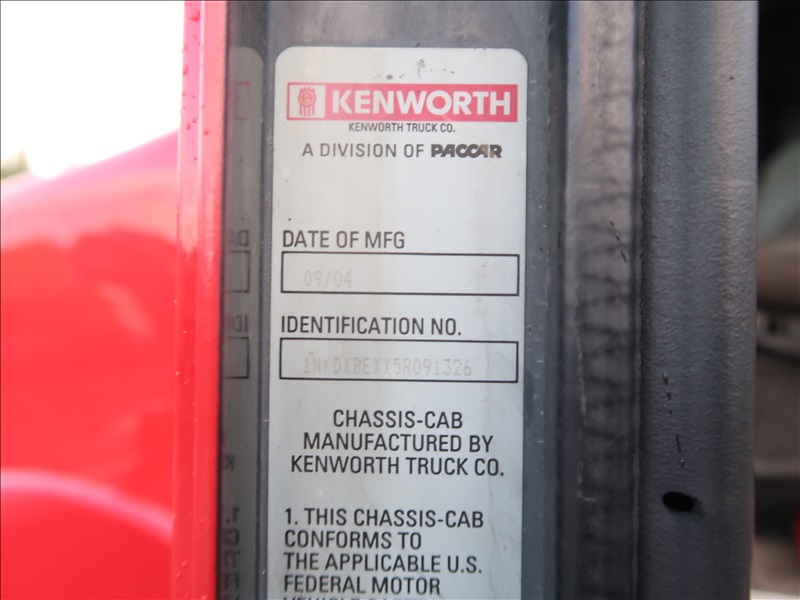 KENWORTH
KENWORTH TRUCK CO.
A DIVISION OF PACCAR
DATE OF MFG
09/04
IDENTIFICATION NO.
1NKDXBEXX5R091326
CHASSIS-CAB
MANUFACTURED BY
KENWORTH TRUCK CO.
1. THIS CHASSIS-CAB
CONFORMS TO
THE APPLICABLE U.S.
FEDERAL MOTOR